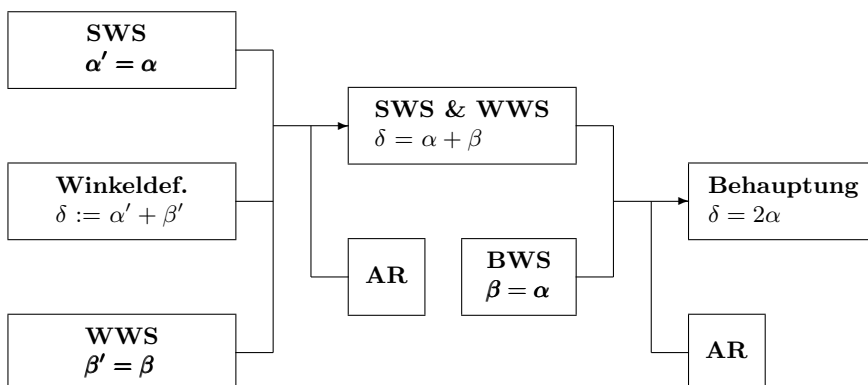 SWS
α′ = α
SWS & WWS
δ = α + β
Winkeldef.
δ := α′ + β′
Behauptung
δ = 2α
AR
BWS
β = α
WWS
β′ = β
AR